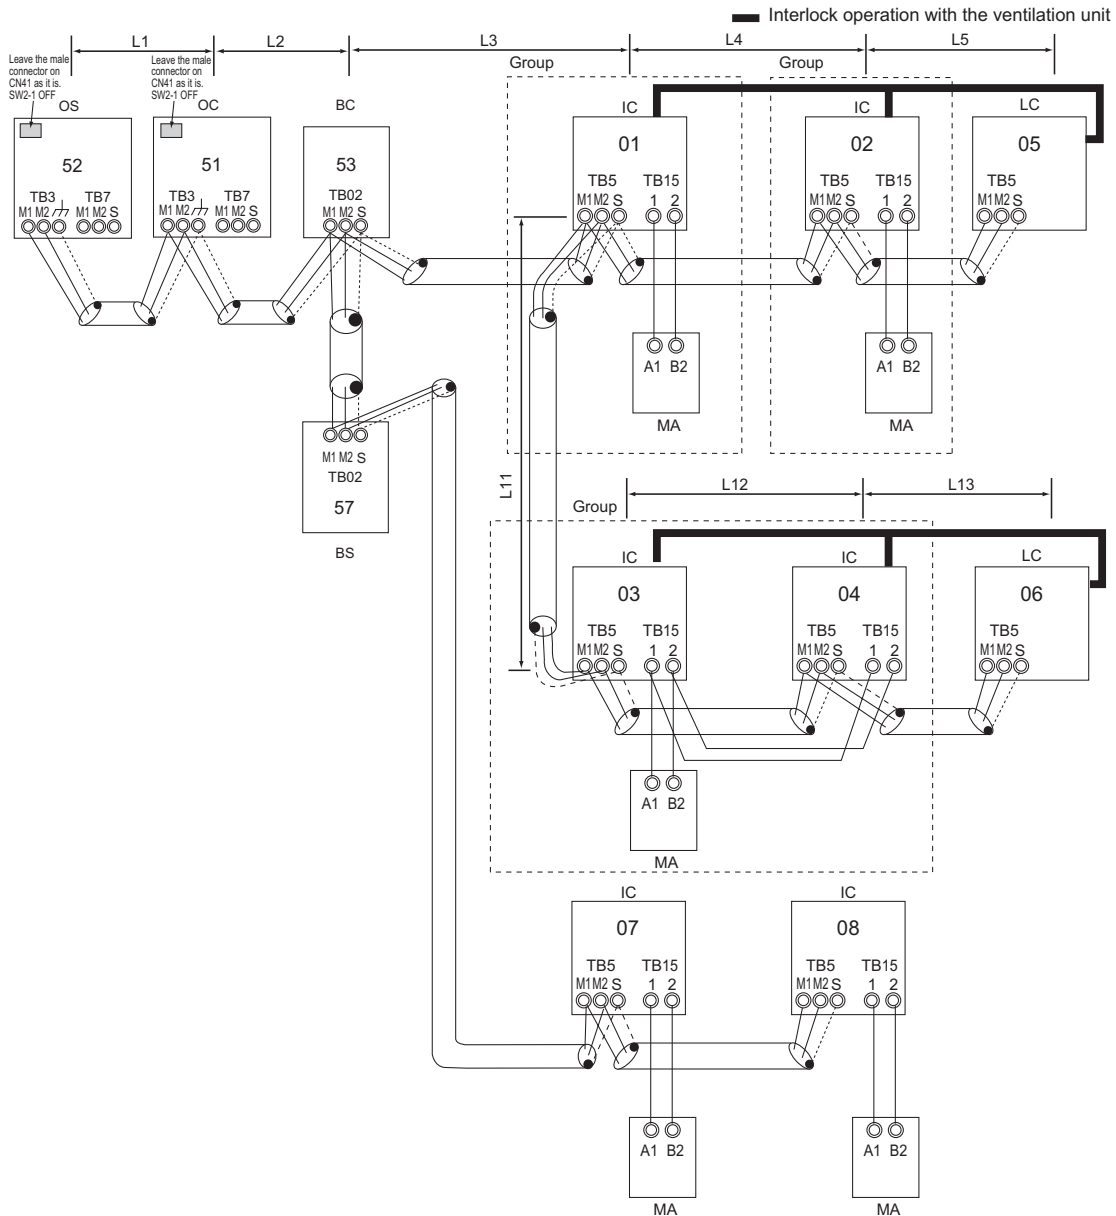 Interlock operation with the ventilation unit
L1 L2 L3 L4 L5
Leave the male
connector on
CN41 as it is.
SW2-1 OFF
Leave the male
connector on
CN41 as it is.
SW2-1 OFF
Group Group
OS OC BC IC IC LC
52 51 53 01 02 05
TB3 TB7 TB3 TB7 TB02 TB5 TB15 TB5 TB15 TB5
M1 M2 M1 M2 S M1 M2 M1 M2 S M1 M2 S M1 M2 S 1 2 M1 M2 S 1 2 M1 M2 S
A1 B2 A1 B2
MA MA
M1 M2 S
TB02
57
BS
L11
L12 L13
Group
IC IC LC
03 04 06
TB5 TB15 TB5 TB15 TB5
M1 M2 S 1 2 M1 M2 S 1 2 M1 M2 S
A1 B2
MA
IC IC
07 08
TB5 TB15 TB5 TB15
M1 M2 S 1 2 M1 M2 S 1 2
A1 B2 A1 B2
MA MA